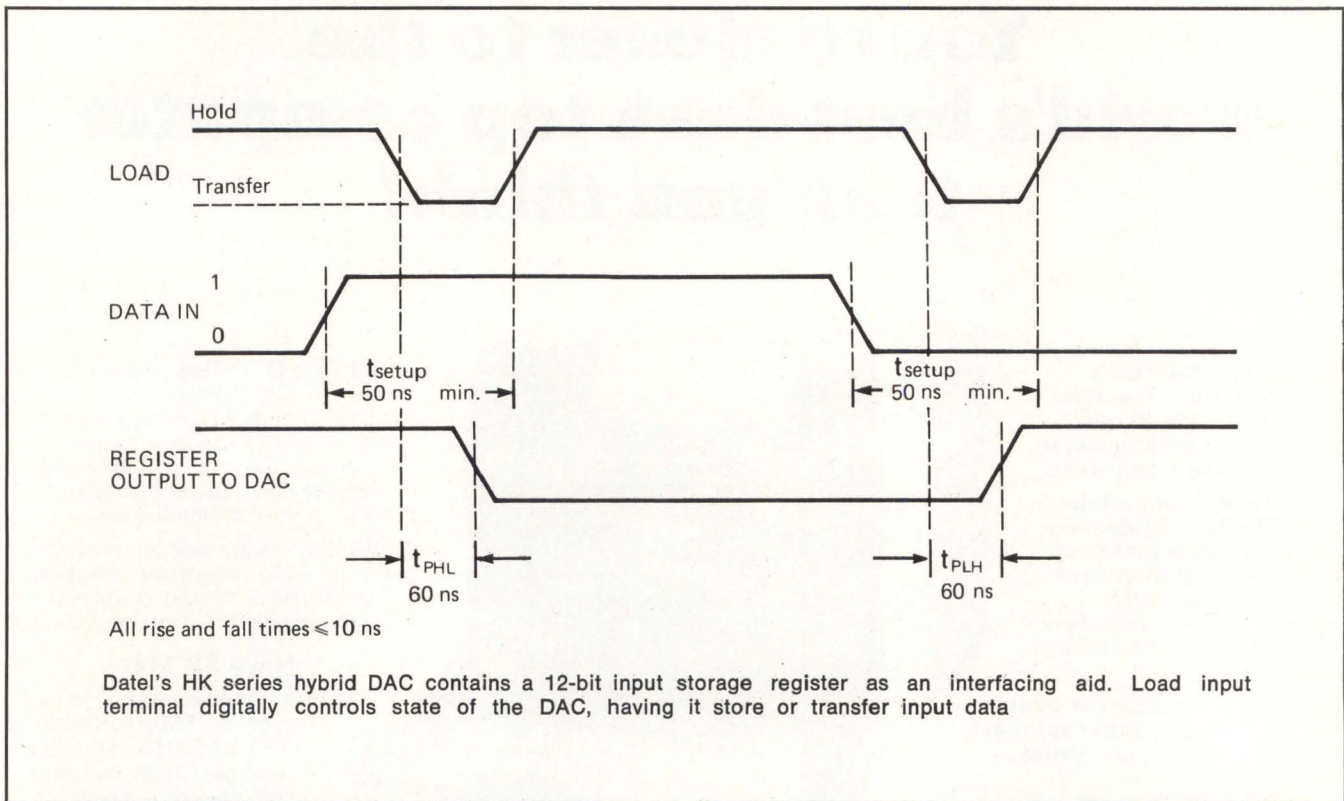 Hold
LOAD
Transfer
1
DATA IN
0
tsetup
50 ns min.
tsetup
50 ns min.
REGISTER
OUTPUT TO DAC
tPHL
60 ns
tPLH
60 ns
All rise and fall times ≤10 ns
Datel's HK series hybrid DAC contains a 12-bit input storage register as an interfacing aid. Load input
terminal digitally controls state of the DAC, having it store or transfer input data